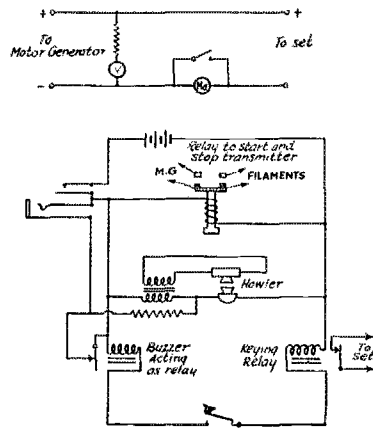 + +
To
Motor Generator
To set
V
Ma
- -
Relay to start and
stop transmitter
M.G FILAMENTS
Howler
Buzzer
Acting
as relay
Keying
Relay
To
set